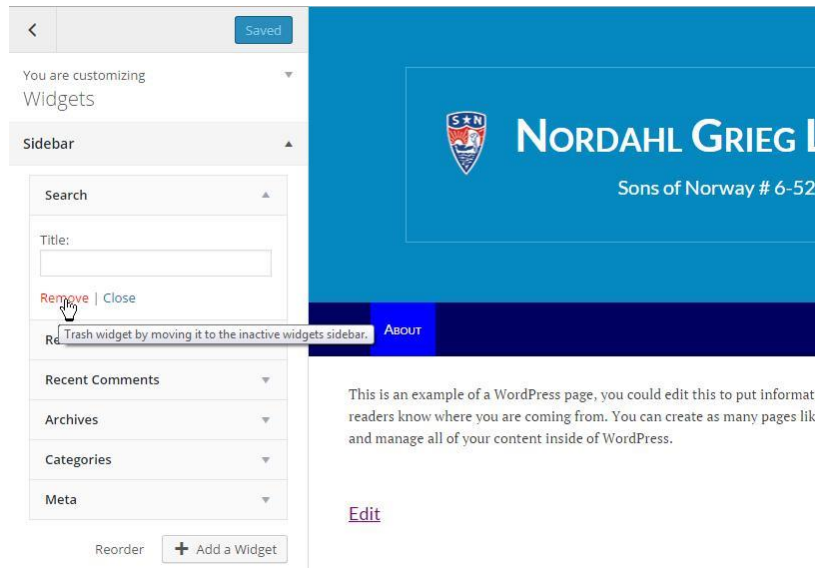 Saved
You are customizing
Widgets
Sidebar
Search
Title:
Remove | Close
Trash widget by moving it to the inactive widgets sidebar.
Re
Recent Comments
Archives
Categories
Meta
Reorder
+ Add a Widget
S★N
NORDAHL GRIEG L
Sons of Norway # 6-52
ABOUT
This is an example of a WordPress page, you could edit this to put informat
readers know where you are coming from. You can create as many pages lik
and manage all of your content inside of WordPress.
Edit